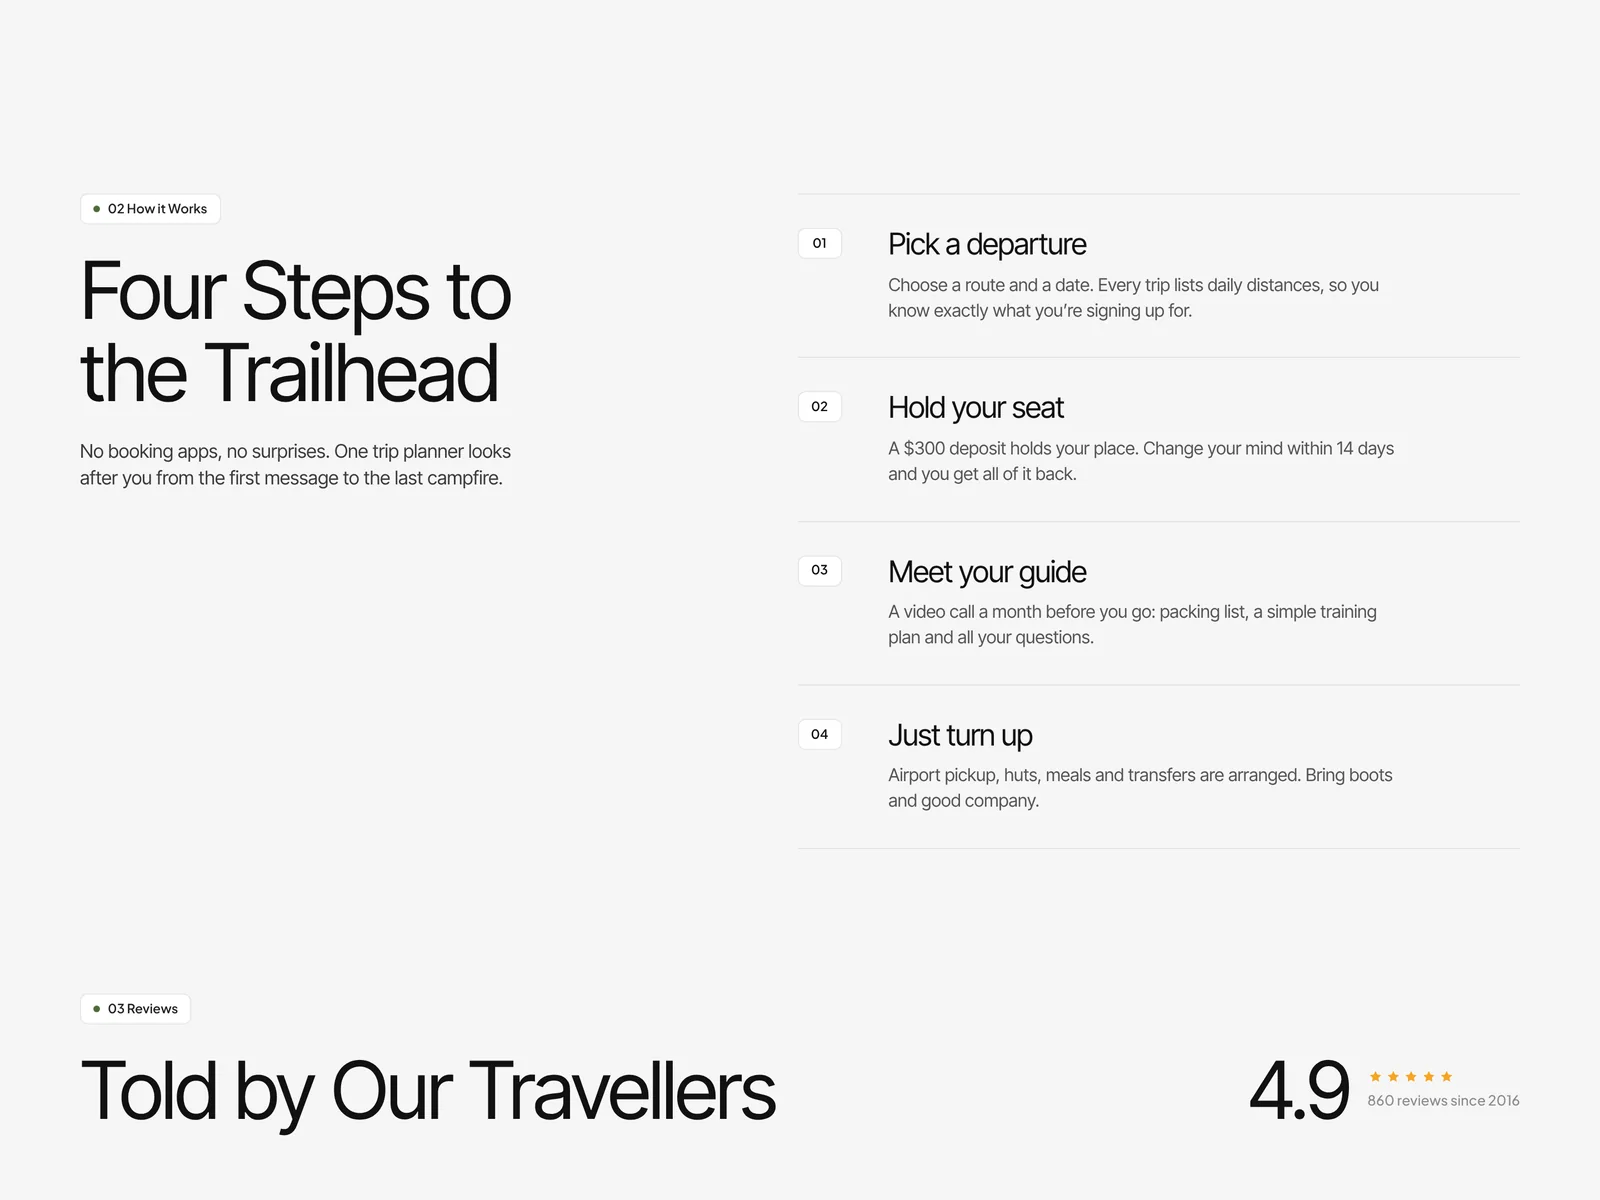 02 How it Works
Four Steps to
the Trailhead
No booking apps, no surprises. One trip planner looks
after you from the first message to the last campfire.
01
Pick a departure
Choose a route and a date. Every trip lists daily distances, so you
know exactly what you’re signing up for.
02
Hold your seat
A $300 deposit holds your place. Change your mind within 14 days
and you get all of it back.
03
Meet your guide
A video call a month before you go: packing list, a simple training
plan and all your questions.
04
Just turn up
Airport pickup, huts, meals and transfers are arranged. Bring boots
and good company.
03 Reviews
Told by Our Travellers
4.9
860 reviews since 2016